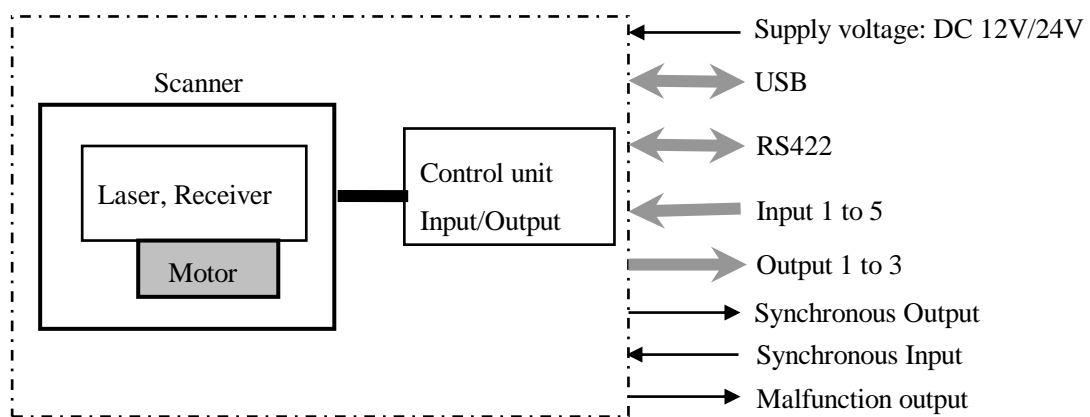 Scanner
Laser, Receiver
Motor
Control unit
Input/Output
Supply voltage: DC 12V/24V
USB
RS422
Input 1 to 5
Output 1 to 3
Synchronous Output
Synchronous Input
Malfunction output